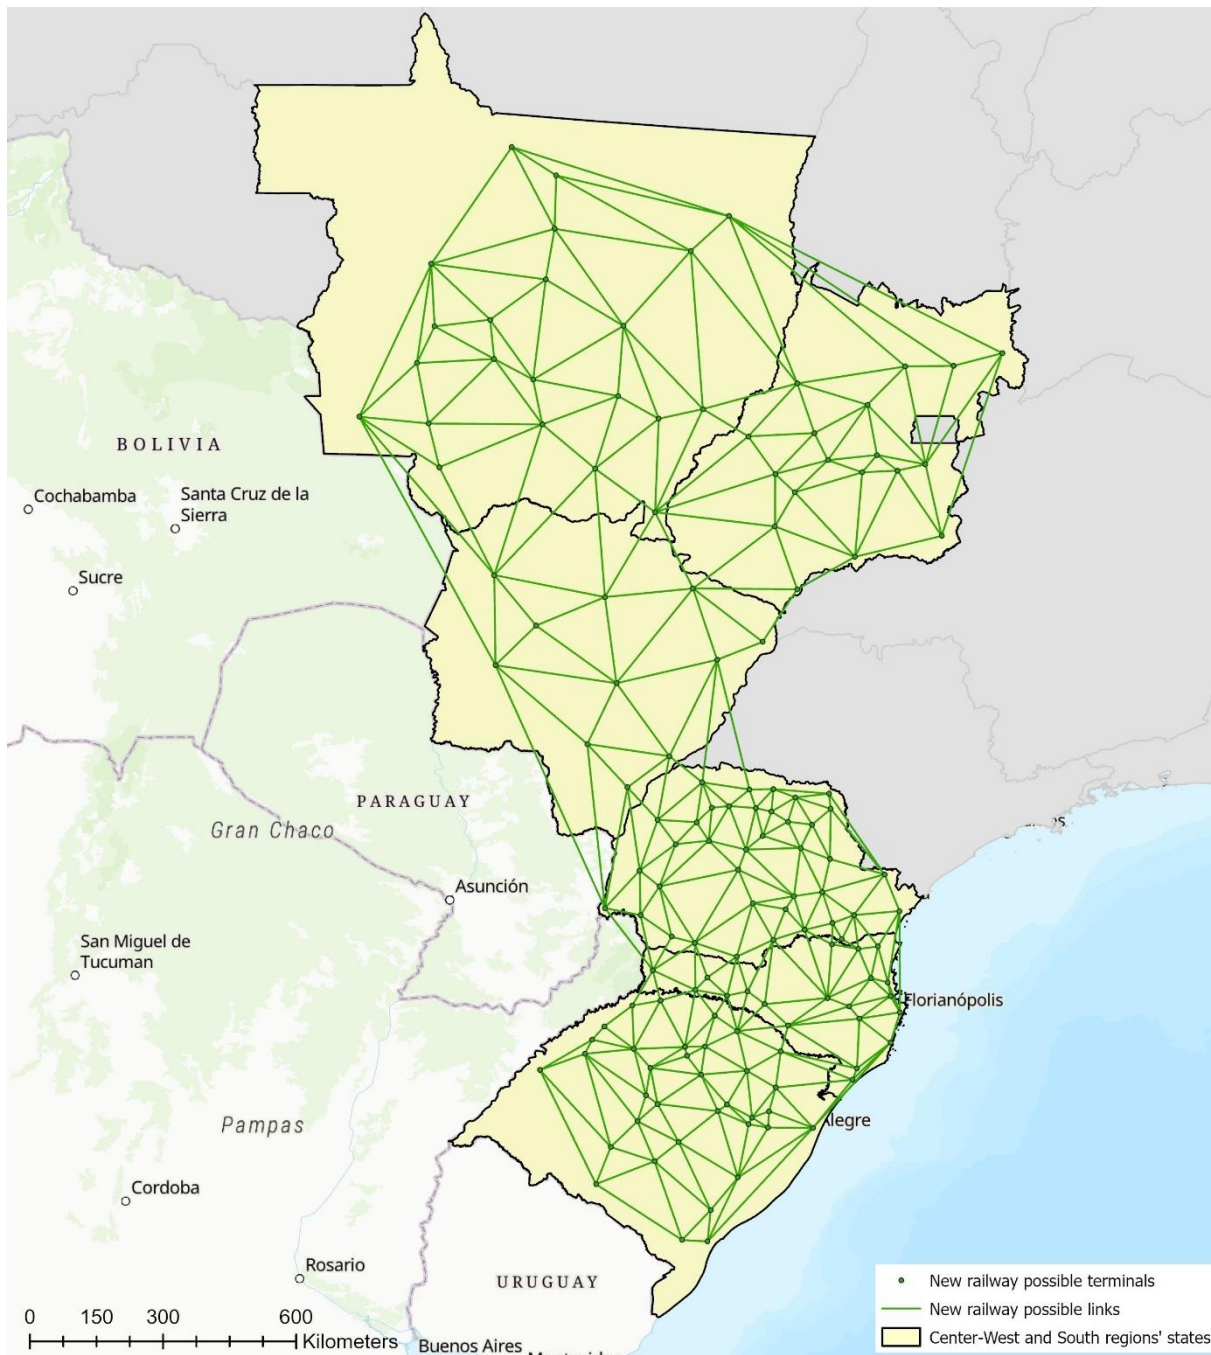 BOLIVIA
Cochabamba
Santa Cruz de la
Sierra
Sucre
PARAGUAY
Gran Chaco
Asunción
San Miguel de
Tucuman
Florianópolis
Pampas
Alegre
Cordoba
Rosario
URUGUAY
Buenos Aires
0 150 300 600
Kilometers
New railway possible terminals
New railway possible links
Center-West and South regions' states